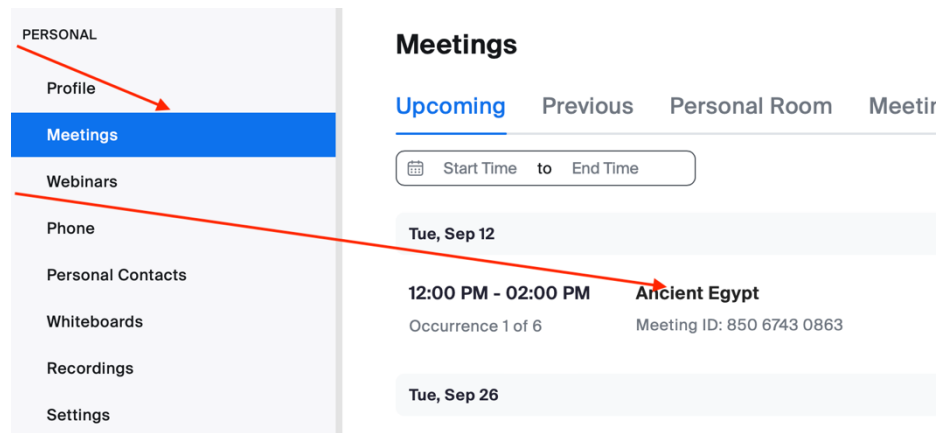 PERSONAL
Profile
Meetings
Webinars
Phone
Personal Contacts
Whiteboards
Recordings
Settings
Meetings
Upcoming Previous Personal Room Meetin
Start Time to End Time
Tue, Sep 12
12:00 PM - 02:00 PM Ancient Egypt
Occurrence 1 of 6 Meeting ID: 850 6743 0863
Tue, Sep 26